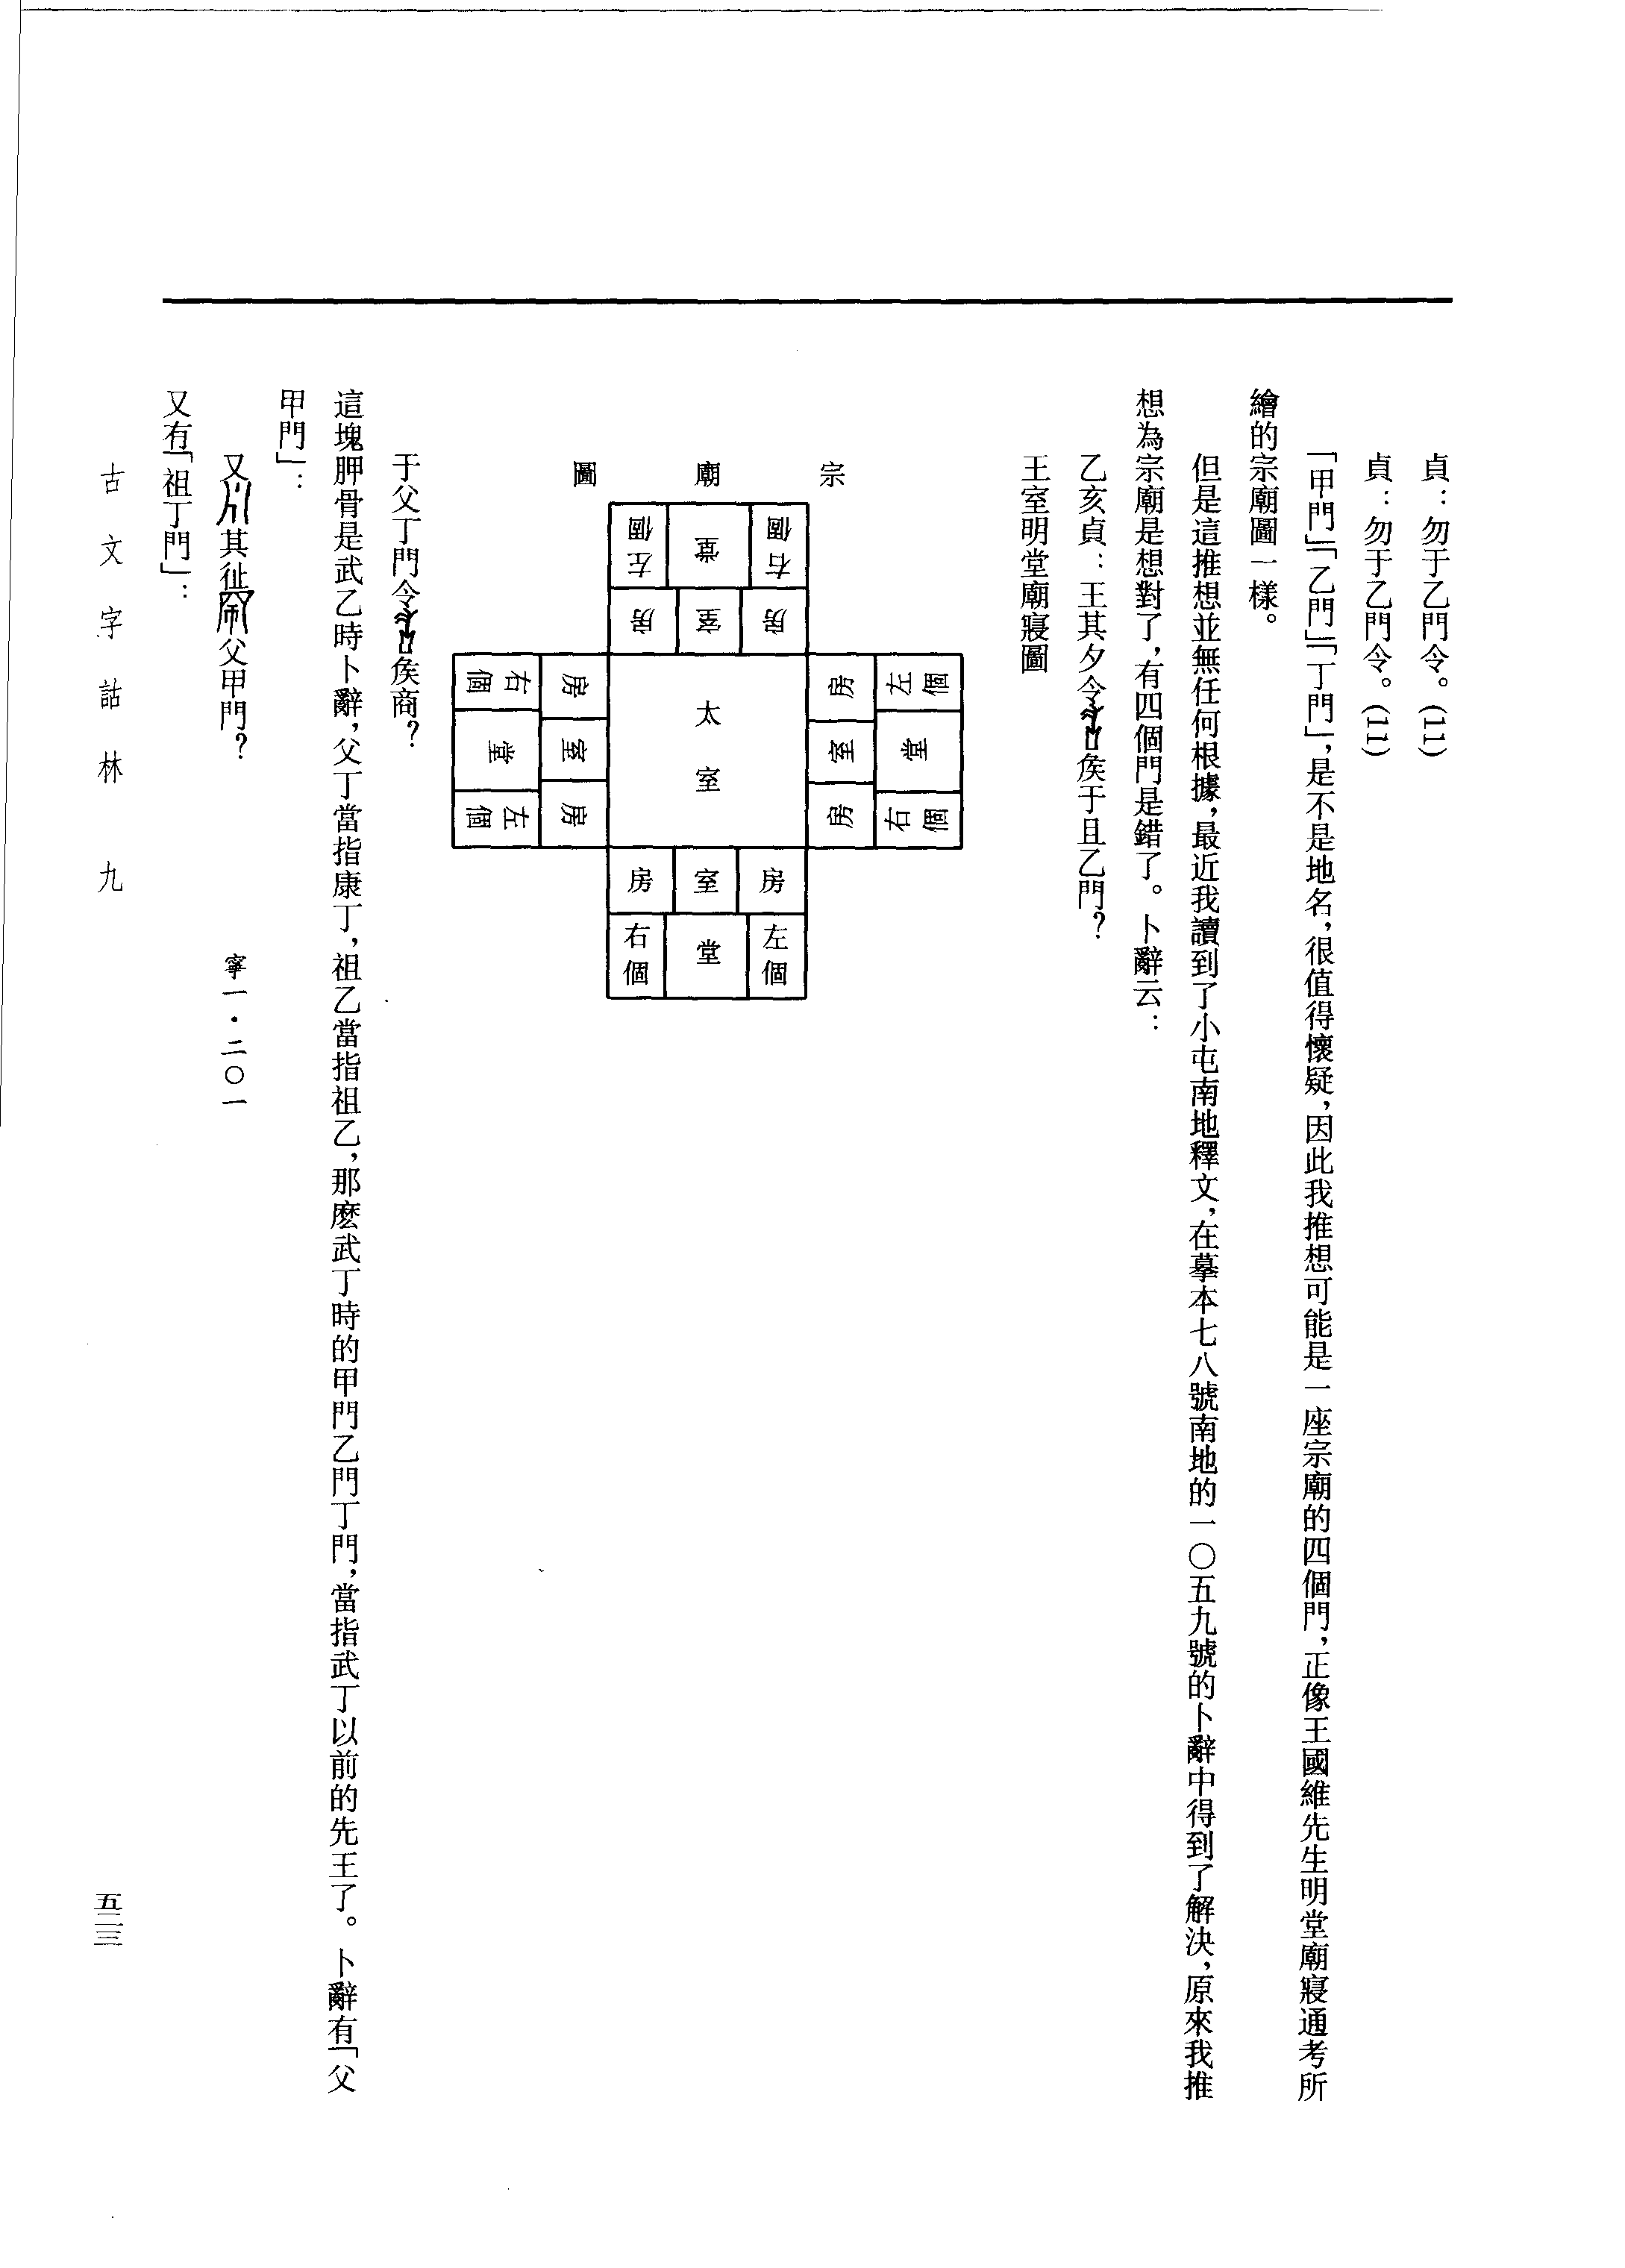 貞：勿于乙門令。(11)
貞：勿于乙門令。(11)
「甲門」「乙門」「丁門」，是不是地名，很值得懷疑，因此我推想可能是一座宗廟的四個門，正像王國維先生明堂廟寢通考所
繪的宗廟圖一樣。
但是這推想並無任何根據，最近我讀到了小屯南地釋文，在摹本七八號南地的一〇五九號的卜辭中得到了解決，原來我推
想為宗廟是想對了，有四個門是錯了。卜辭云：
乙亥貞：王其夕令侯于且乙門？
王室明堂廟寢圖
宗廟圖
左個 堂 右個
房 室 房
右個 房 太室 房 左個
堂 室 室 堂
左個 房 房 右個
房 室 房
右個 堂 左個
于父丁門令侯商？
這塊胛骨是武乙時卜辭，父丁當指康丁，祖乙當指祖乙，那麽武丁時的甲門乙門丁門，當指武丁以前的先王了。卜辭有「父
甲門」：
又其延父甲門？ 寧一·二〇一
又有「祖丁門」：
古文字詁林 九
五二三